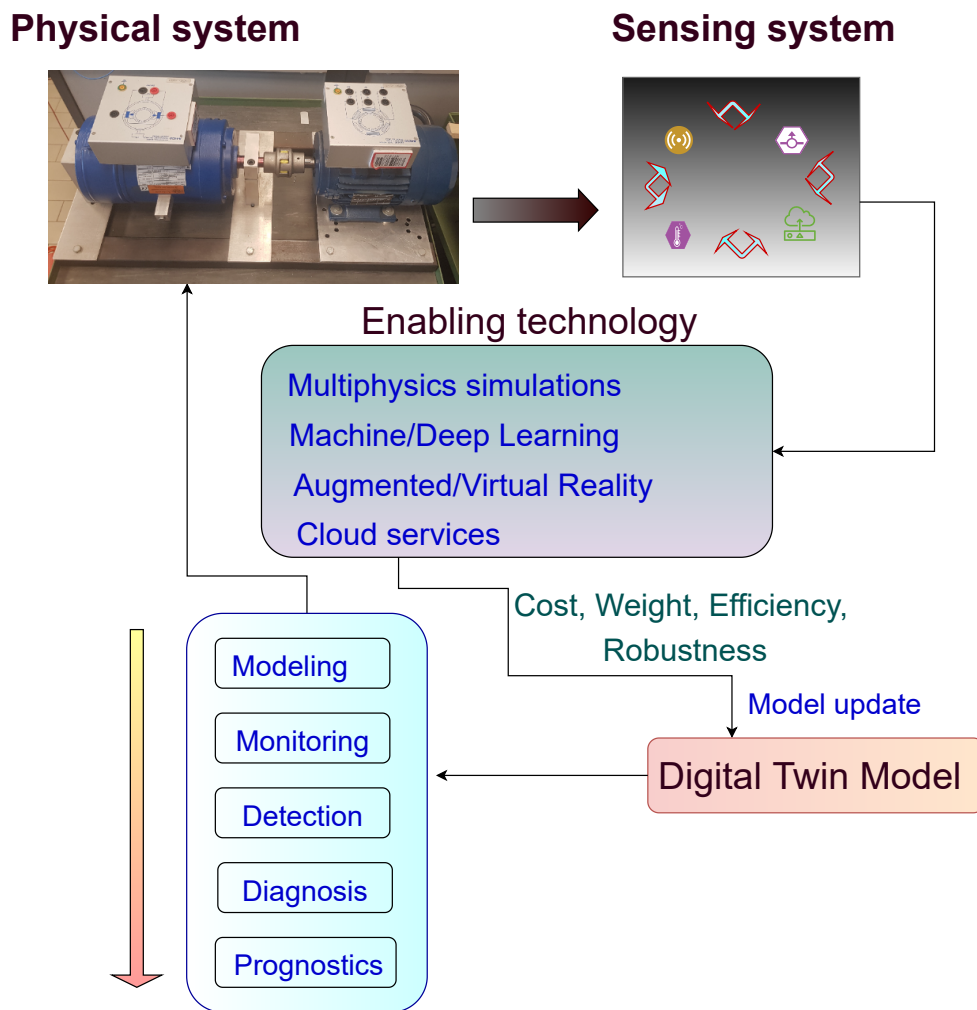 Physical system
Sensing system
Enabling technology
Multiphysics simulations
Machine/Deep Learning
Augmented/Virtual Reality
Cloud services
Cost, Weight, Efficiency,
Robustness
Model update
Digital Twin Model
Modeling
Monitoring
Detection
Diagnosis
Prognostics